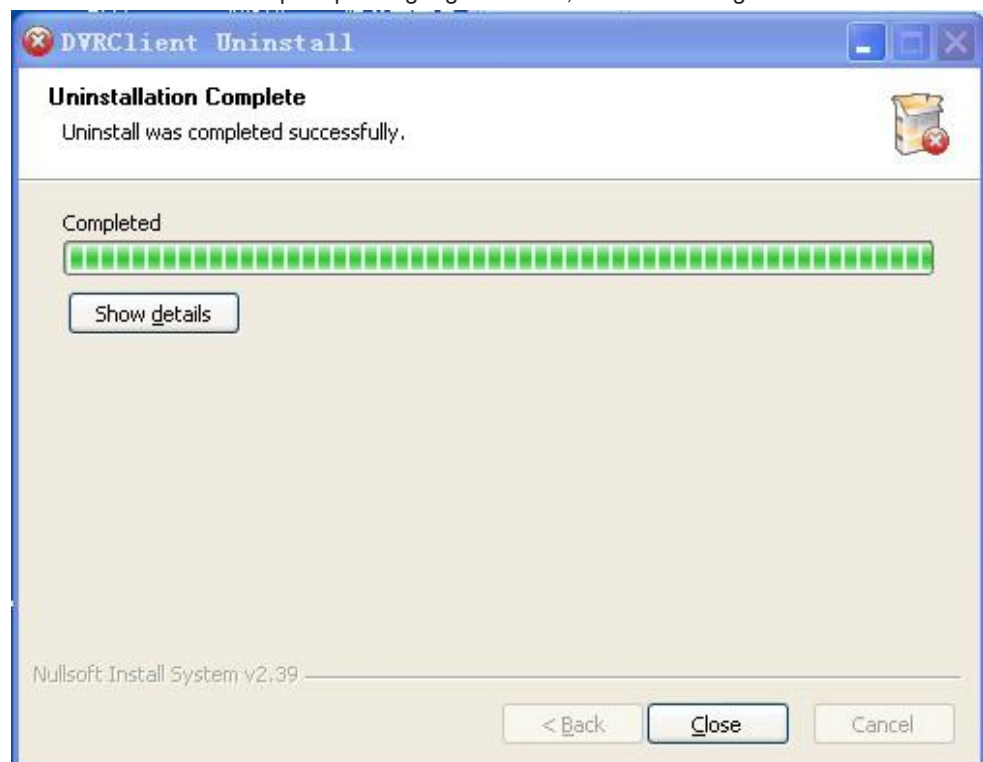 DVRClient Uninstall
Uninstallation Complete
Uninstall was completed successfully.
Completed
Show details
Nullsoft Install System v2.39
< Back Close Cancel